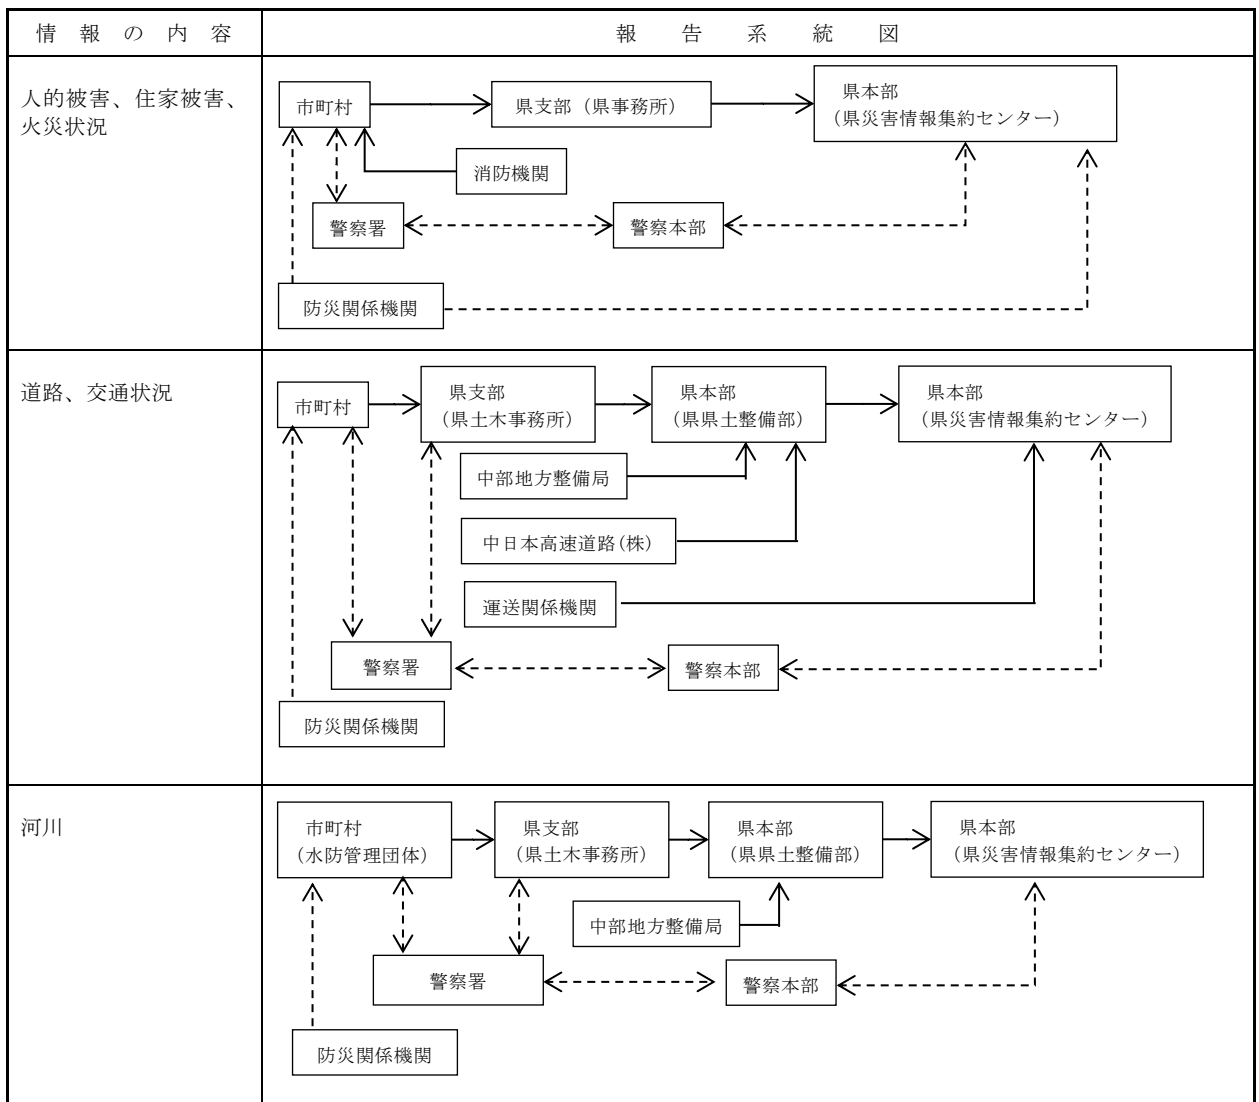 情報の内容
報告系統図
人的被害、住家被害、
火災状況
市町村
県支部（県事務所）
県本部
（県災害情報集約センター）
消防機関
警察署
警察本部
防災関係機関
道路、交通状況
市町村
県支部
（県土木事務所）
県本部
（県県土整備部）
県本部
（県災害情報集約センター）
中部地方整備局
中日本高速道路(株)
運送関係機関
警察署
警察本部
防災関係機関
河川
市町村
（水防管理団体）
県支部
（県土木事務所）
県本部
（県県土整備部）
県本部
（県災害情報集約センター）
中部地方整備局
警察署
警察本部
防災関係機関